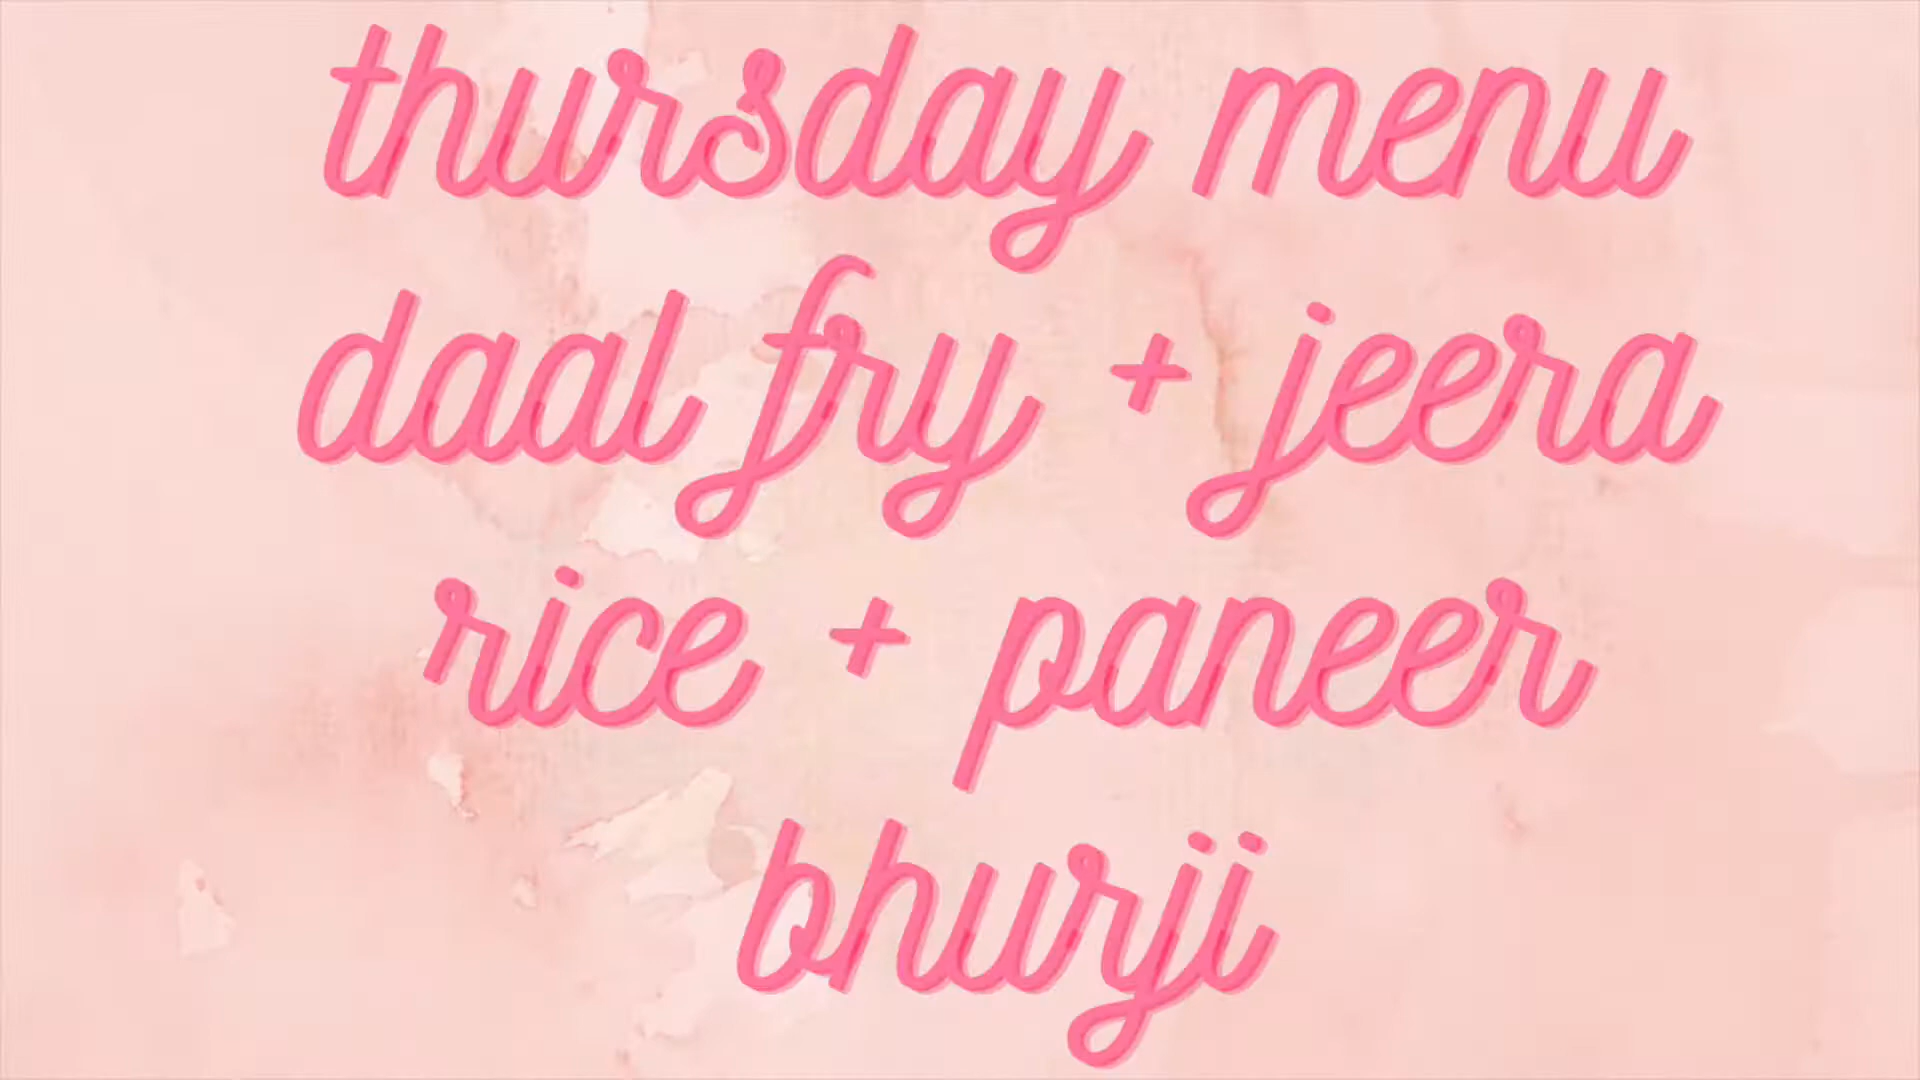 thursday menu
daal fry + jeera
rice + paneer
bhurji